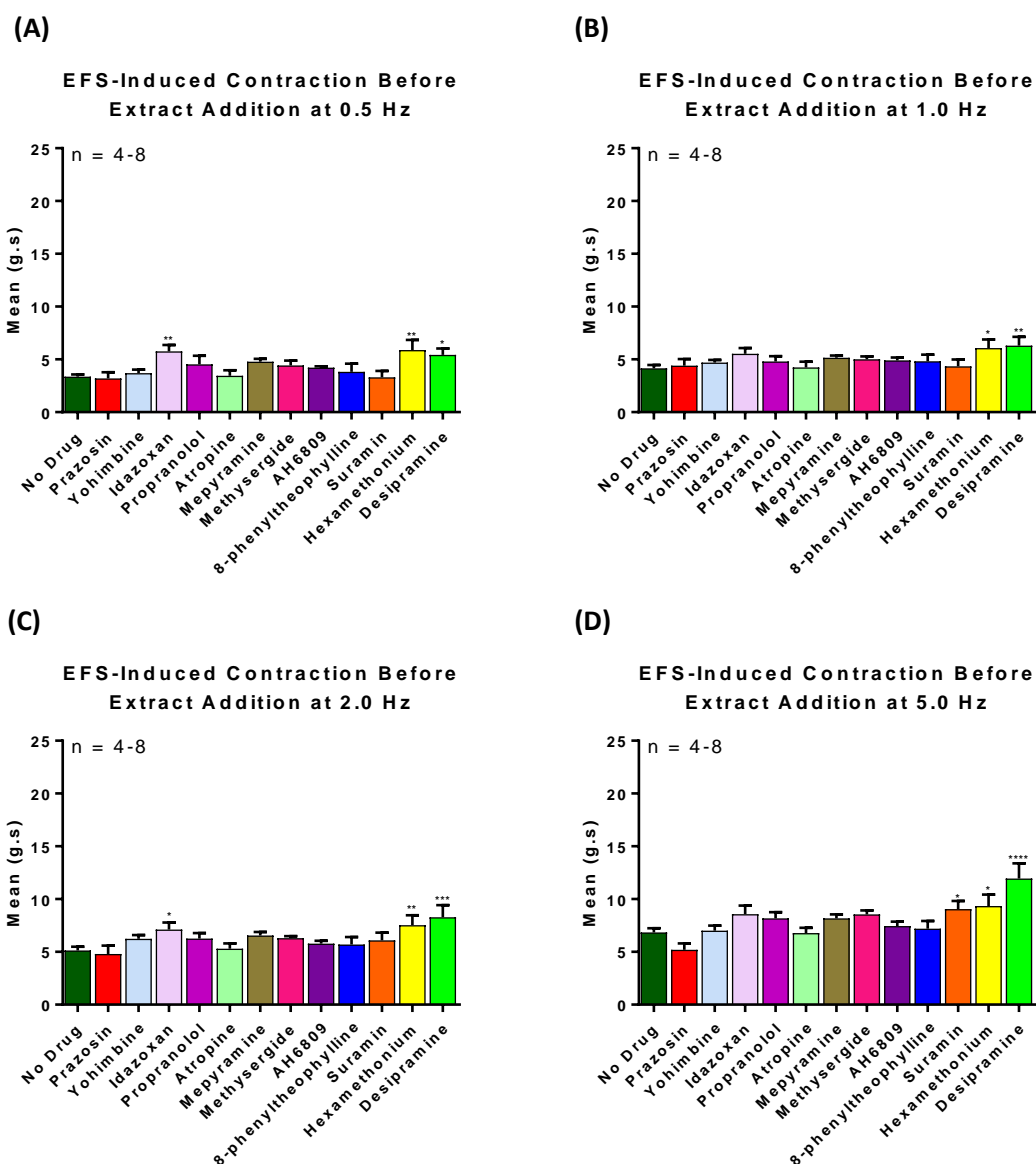 (A)
EFS-Induced Contraction Before
Extract Addition at 0.5 Hz
n = 4-8
Mean (g.s)
25
20
15
10
5
0
**
**
*
No Drug
Prazosin
Yohimbine
Idazoxan
Propranolol
Atropine
Mepyramine
Methysergide
AH6809
8-phenyltheophylline
Suramin
Hexamethonium
Desipramine
(B)
EFS-Induced Contraction Before
Extract Addition at 1.0 Hz
n = 4-8
Mean (g.s)
25
20
15
10
5
0
*
**
No Drug
Prazosin
Yohimbine
Idazoxan
Propranolol
Atropine
Mepyramine
Methysergide
AH6809
8-phenyltheophylline
Suramin
Hexamethonium
Desipramine
(C)
EFS-Induced Contraction Before
Extract Addition at 2.0 Hz
n = 4-8
Mean (g.s)
25
20
15
10
5
0
*
**
***
No Drug
Prazosin
Yohimbine
Idazoxan
Propranolol
Atropine
Mepyramine
Methysergide
AH6809
8-phenyltheophylline
Suramin
Hexamethonium
Desipramine
(D)
EFS-Induced Contraction Before
Extract Addition at 5.0 Hz
n = 4-8
Mean (g.s)
25
20
15
10
5
0
*
*
****
No Drug
Prazosin
Yohimbine
Idazoxan
Propranolol
Atropine
Mepyramine
Methysergide
AH6809
8-phenyltheophylline
Suramin
Hexamethonium
Desipramine